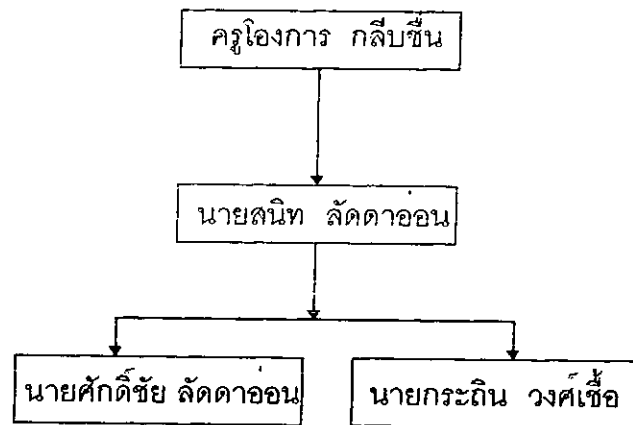 ครูโองการ กลีบชื่น
นายสนิท ลัดดาอ่อน
นายศักดิ์ชัย ลัดดาอ่อน
นายกระถิน วงศ์เชื้อ